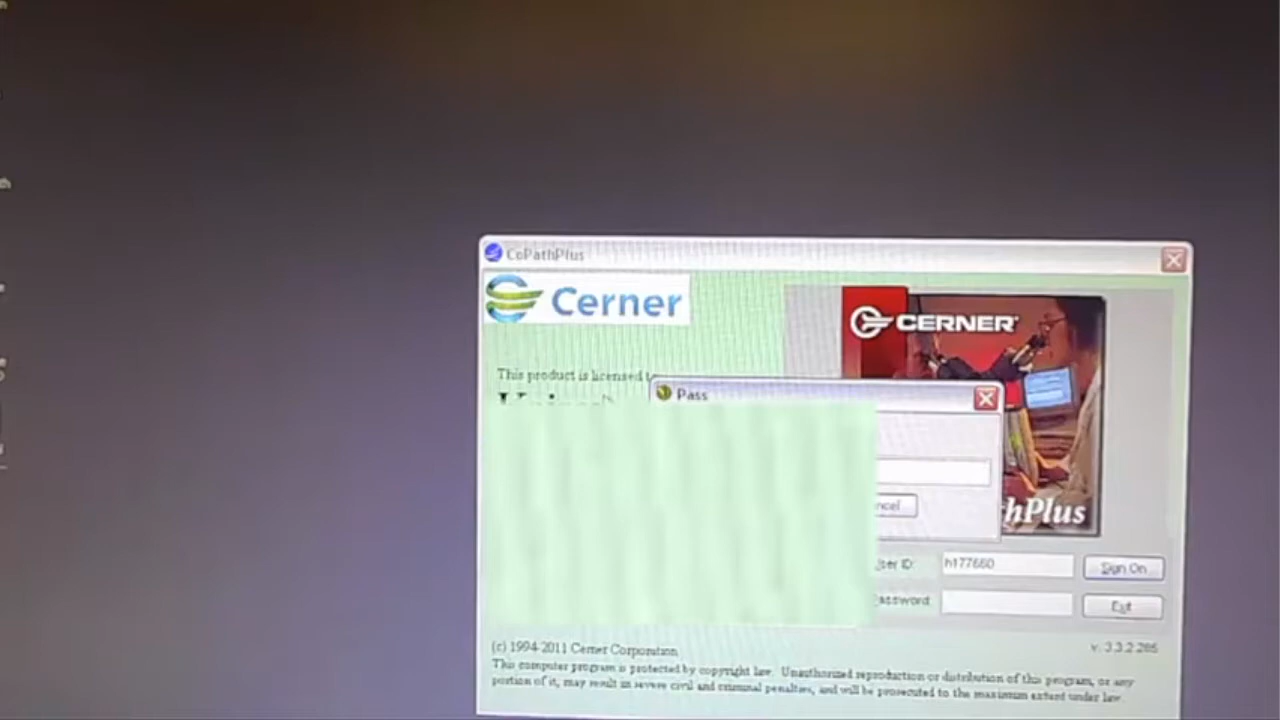 CoPathPlus
Cerner
CERNER
This product is licensed
Pass
ncel
hPlus
ser ID: h177660
Sign On
assword:
Exit
(c) 1994-2011 Cerner Corporation
v. 3.3.2.285
This computer program is protected by copyright law. Unauthorized reproduction or distribution of this program, or any
portion of it, may result in severe civil and criminal penalties, and will be prosecuted to the maximum extent under law.